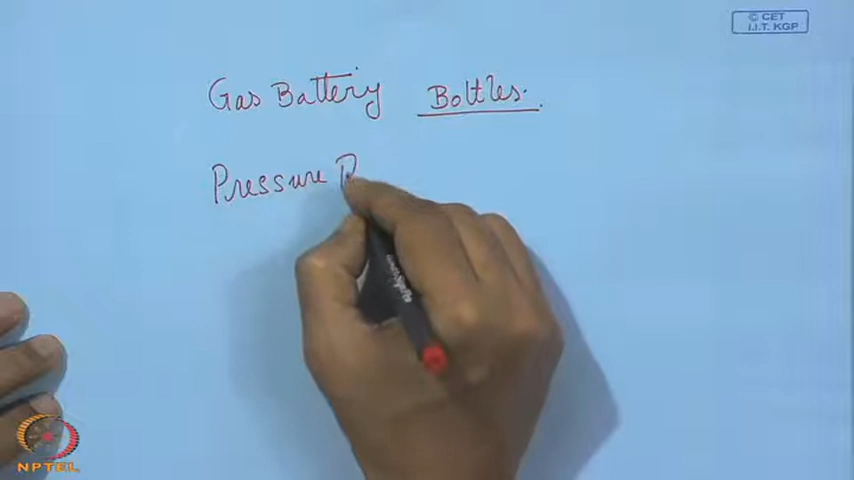 © CET
I.I.T. KGP
Gas Battery Bottles.
Pressure
NPTEL